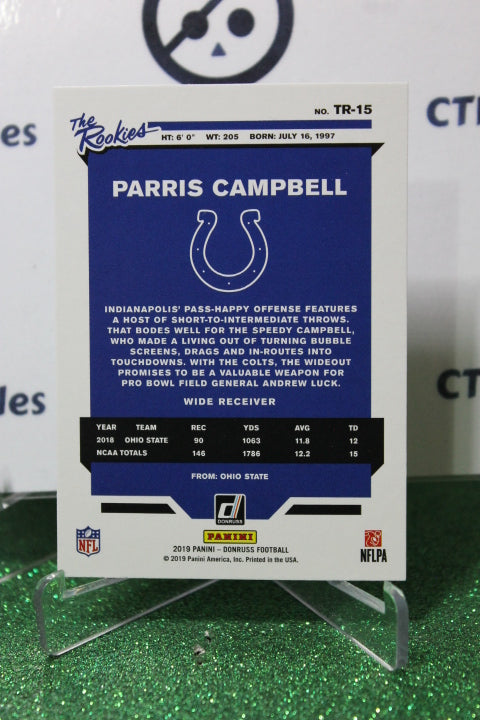 CTE
bles
NO. TR-15
The
Rookies
HT: 6' 0" WT: 205 BORN: JULY 16, 1997
PARRIS CAMPBELL
INDIANAPOLIS' PASS-HAPPY OFFENSE FEATURES
A HOST OF SHORT-TO-INTERMEDIATE THROWS.
THAT BODES WELL FOR THE SPEEDY CAMPBELL,
WHO MADE A LIVING OUT OF TURNING BUBBLE
SCREENS, DRAGS AND IN-ROUTES INTO
TOUCHDOWNS. WITH THE COLTS, THE WIDEOUT
PROMISES TO BE A VALUABLE WEAPON FOR
PRO BOWL FIELD GENERAL ANDREW LUCK.
WIDE RECEIVER
CT
les
YEAR TEAM REC YDS AVG TD
2018 OHIO STATE 90 1063 11.8 12
NCAA TOTALS 146 1786 12.2 15
FROM: OHIO STATE
d
DONRUSS
PANINI
NFL
NFLPA
2019 PANINI – DONRUSS FOOTBALL
© 2019 Panini America, Inc. Printed in the USA.